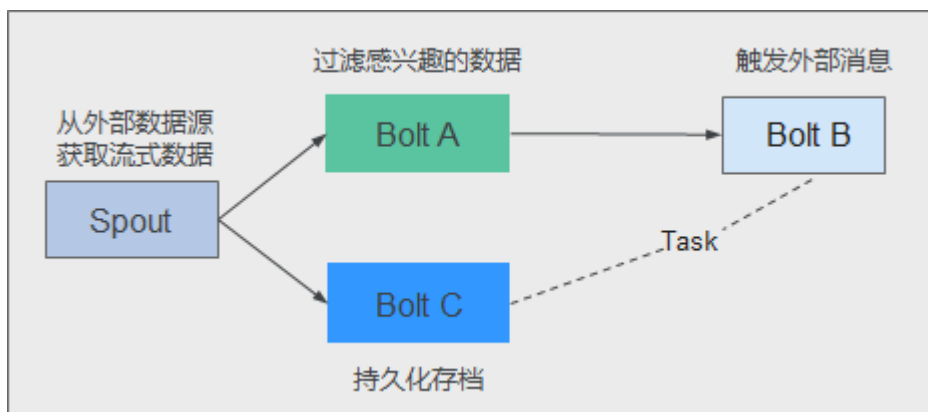 过滤感兴趣的数据
触发外部消息
从外部数据源
获取流式数据
Bolt A
Bolt B
Spout
Task
Bolt C
持久化存档